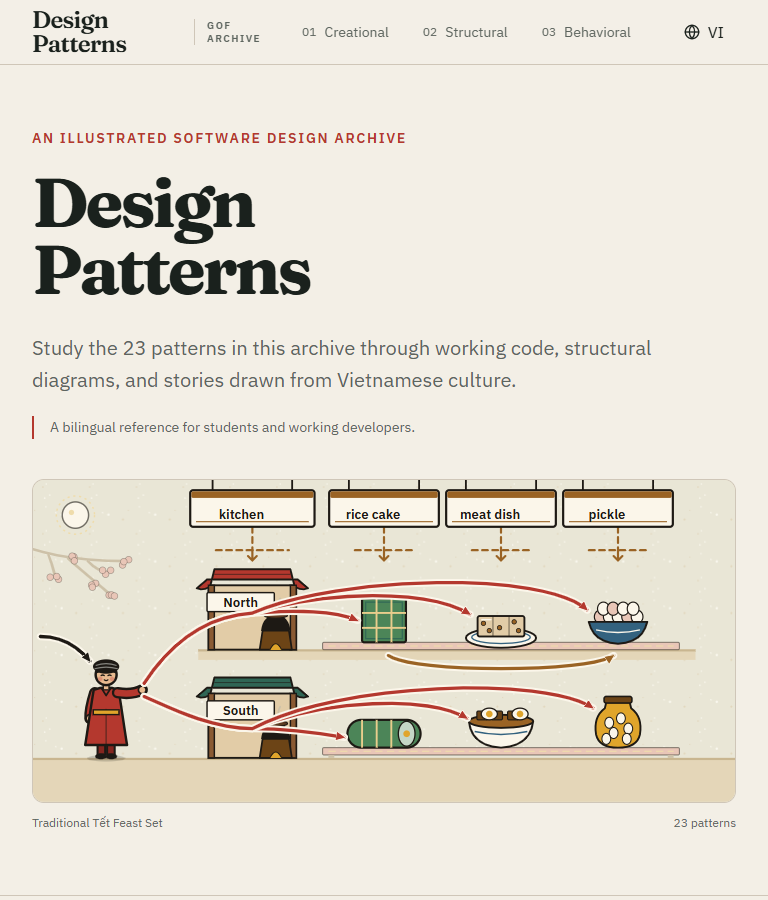 Design
Patterns
GOF
ARCHIVE
01 Creational
02 Structural
03 Behavioral
VI
AN ILLUSTRATED SOFTWARE DESIGN ARCHIVE
Design
Patterns
Study the 23 patterns in this archive through working code, structural
diagrams, and stories drawn from Vietnamese culture.
A bilingual reference for students and working developers.
kitchen
rice cake
meat dish
pickle
North
South
Traditional Tết Feast Set
23 patterns